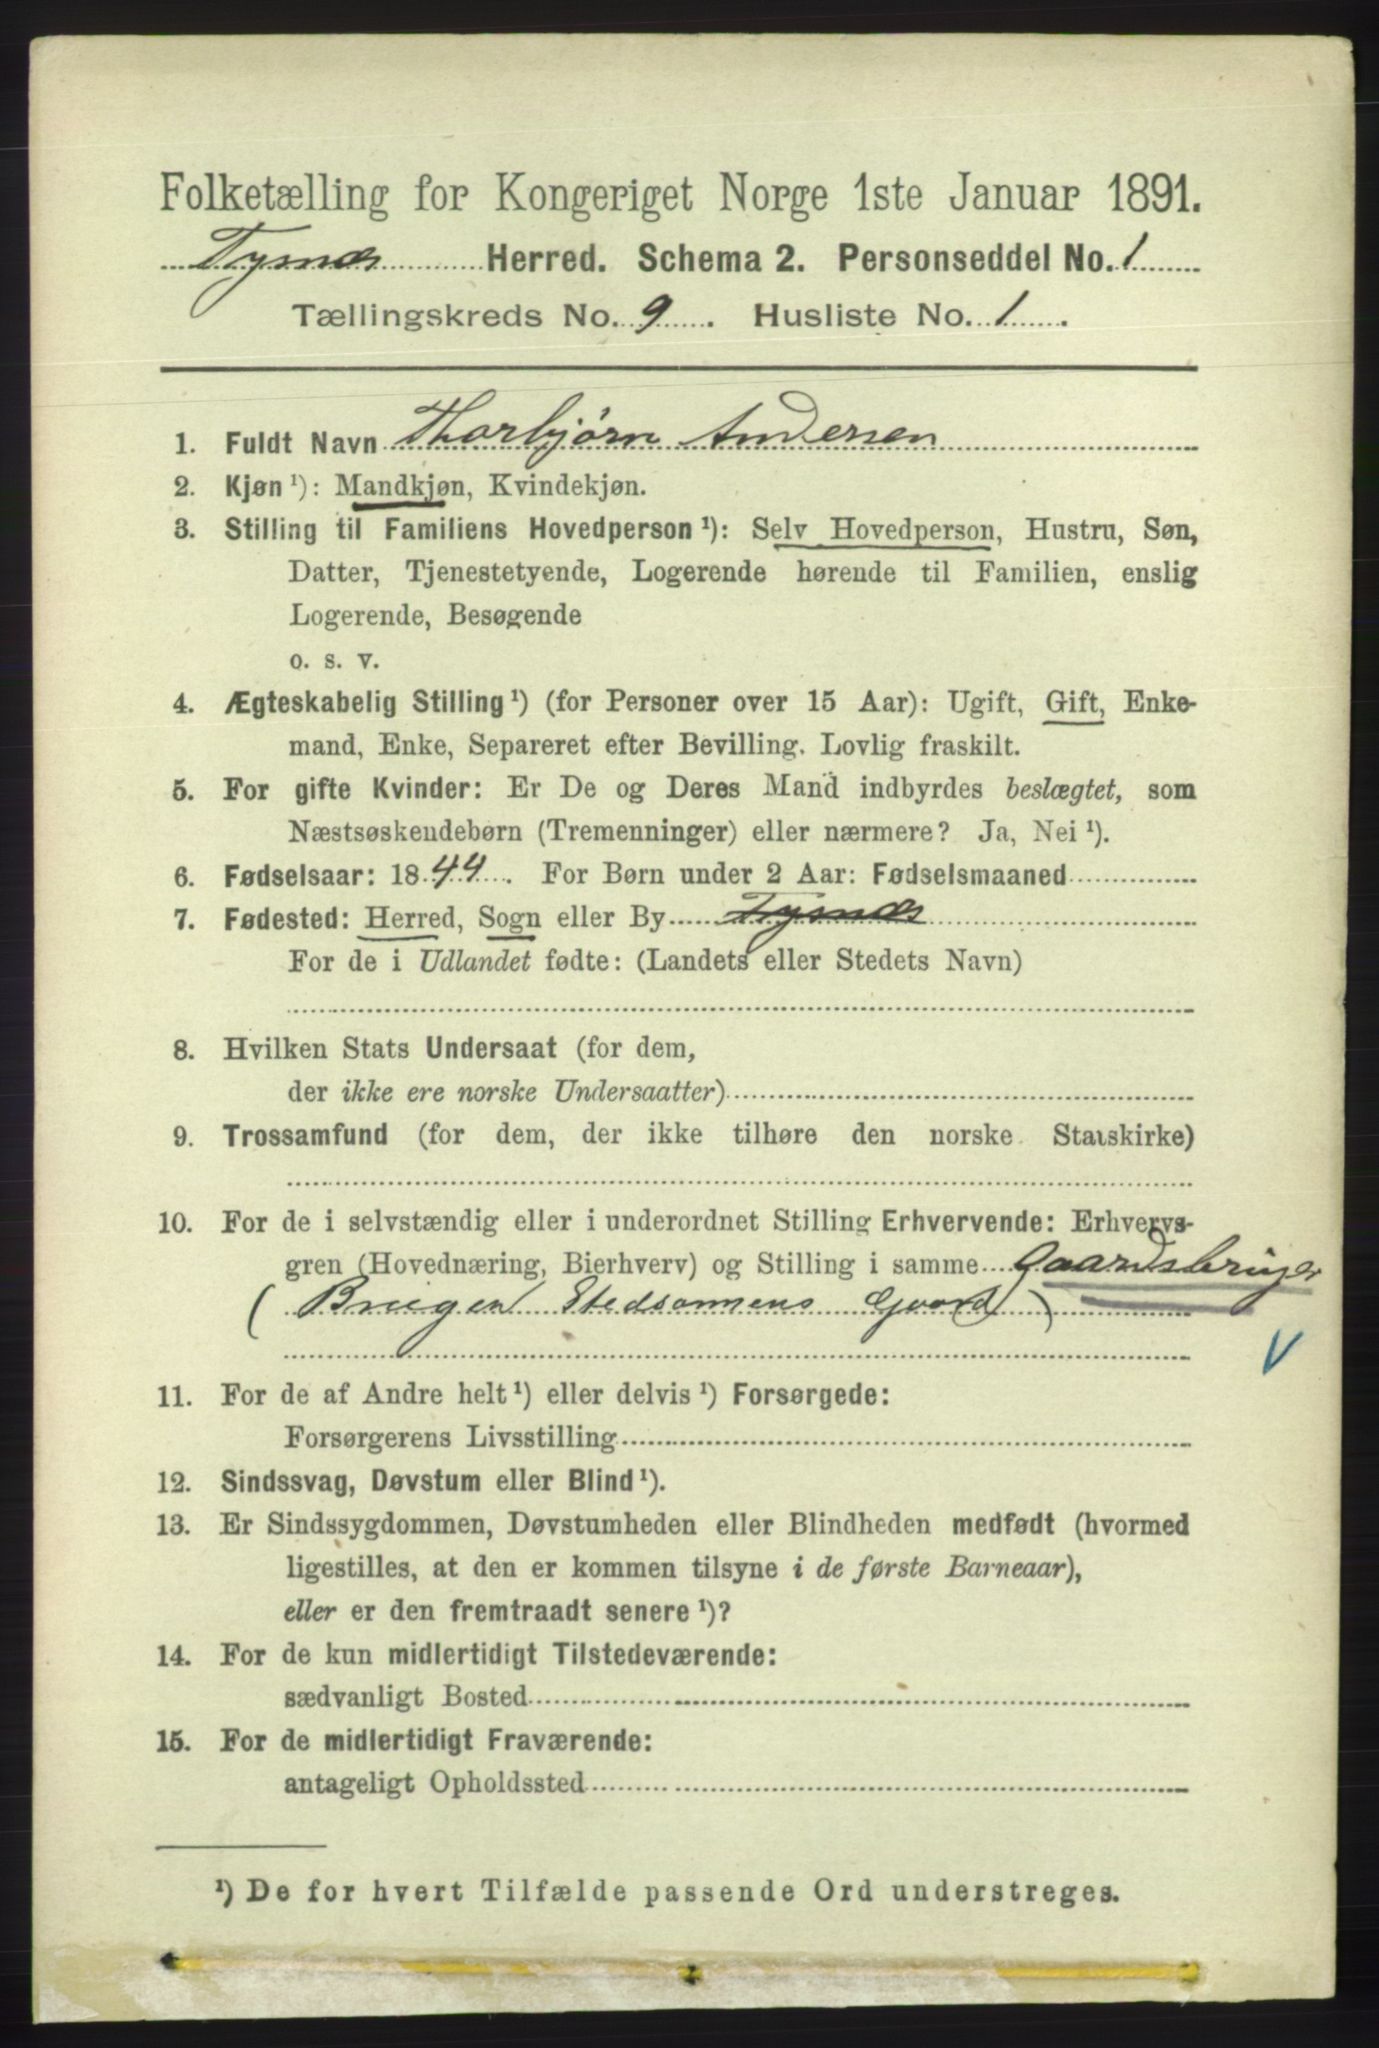 Folketælling for Kongeriget Norge 1ste Januar 1891.
Tysnæs Herred. Schema 2. Personseddel No. 1
Tællingskreds No. 9. Husliste No. 1.
1. Fuldt Navn Thorbjørn Andersen
2. Kjøn ¹): Mandkjøn, Kvindekjøn.
3. Stilling til Familiens Hovedperson ¹): Selv Hovedperson, Hustru, Søn,
Datter, Tjenestetyende, Logerende hørende til Familien, enslig
Logerende, Besøgende
o. s. v.
4. Ægteskabelig Stilling ¹) (for Personer over 15 Aar): Ugift, Gift, Enke-
mand, Enke, Separeret efter Bevilling. Lovlig fraskilt.
5. For gifte Kvinder: Er De og Deres Mand indbyrdes beslægtet, som
Næstsøskendebørn (Tremenninger) eller nærmere? Ja, Nei ¹).
6. Fødselsaar: 1844. For Børn under 2 Aar: Fødselsmaaned
7. Fødested: Herred, Sogn eller By Tysnæs
For de i Udlandet fødte: (Landets eller Stedets Navn)
8. Hvilken Stats Undersaat (for dem,
der ikke ere norske Undersaatter)
9. Trossamfund (for dem, der ikke tilhøre den norske Statskirke)
10. For de i selvstændig eller i underordnet Stilling Erhvervende: Erhvervs-
gren (Hovednæring, Bierhverv) og Stilling i samme Gaardsbruger
( Bruger Stedsønnens Gaard )
11. For de af Andre helt ¹) eller delvis ¹) Forsørgede:
Forsørgerens Livsstilling
12. Sindssvag, Døvstum eller Blind ¹).
13. Er Sindssygdommen, Døvstumheden eller Blindheden medfødt (hvormed
ligestilles, at den er kommen tilsyne i de første Barneaar),
eller er den fremtraadt senere ¹)?
14. For de kun midlertidigt Tilstedeværende:
sædvanligt Bosted
15. For de midlertidigt Fraværende:
antageligt Opholdssted
¹) De for hvert Tilfælde passende Ord understreges.